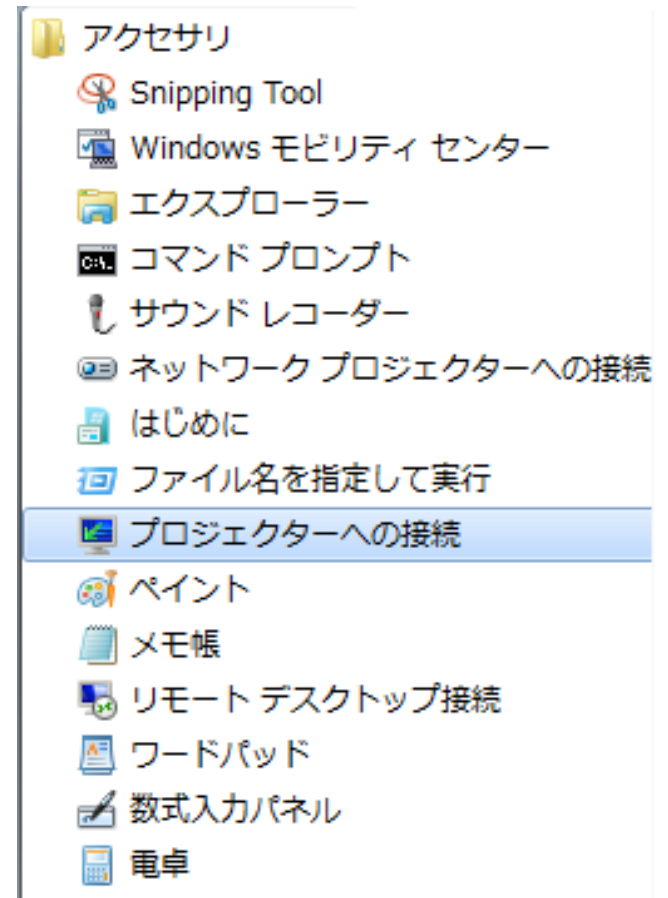 アクセサリ
Snipping Tool
Windows モビリティ センター
エクスプローラー
コマンド プロンプト
サウンド レコーダー
ネットワーク プロジェクターへの接続
はじめに
ファイル名を指定して実行
プロジェクターへの接続
ペイント
メモ帳
リモート デスクトップ接続
ワードパッド
数式入力パネル
電卓